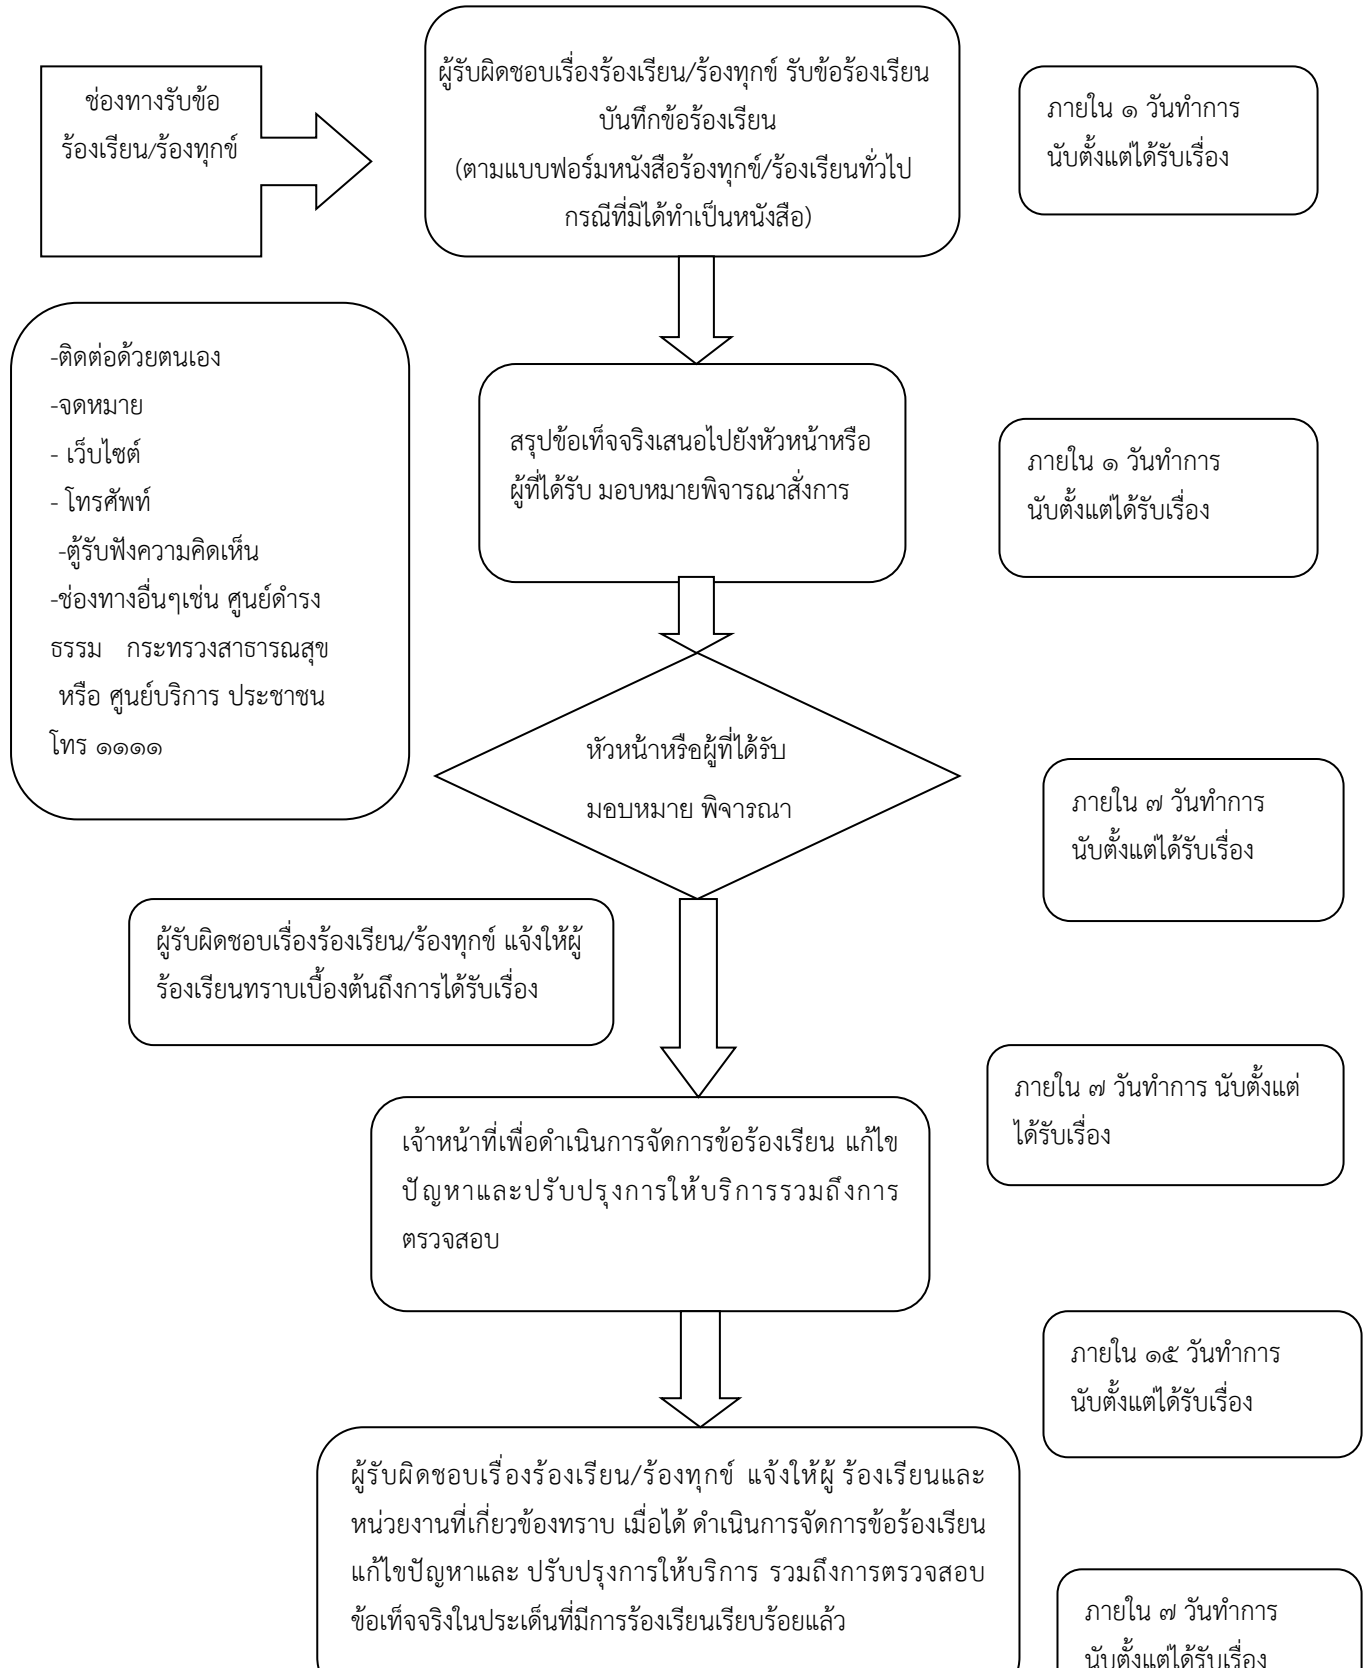 ช่องทางรับข้อ
ร้องเรียน/ร้องทุกข์
ผู้รับผิดชอบเรื่องร้องเรียน/ร้องทุกข์ รับข้อร้องเรียน
บันทึกข้อร้องเรียน
(ตามแบบฟอร์มหนังสือร้องทุกข์/ร้องเรียนทั่วไป
กรณีที่มิได้ทำเป็นหนังสือ)
ภายใน ๑ วันทำการ
นับตั้งแต่ได้รับเรื่อง
-ติดต่อด้วยตนเอง
-จดหมาย
- เว็บไซต์
- โทรศัพท์
-ตู้รับฟังความคิดเห็น
-ช่องทางอื่นๆเช่น ศูนย์ดำรง
ธรรม กระทรวงสาธารณสุข
หรือ ศูนย์บริการ ประชาชน
โทร ๑๑๑๑
สรุปข้อเท็จจริงเสนอไปยังหัวหน้าหรือ
ผู้ที่ได้รับ มอบหมายพิจารณาสั่งการ
ภายใน ๑ วันทำการ
นับตั้งแต่ได้รับเรื่อง
หัวหน้าหรือผู้ที่ได้รับ
มอบหมาย พิจารณา
ภายใน ๗ วันทำการ
นับตั้งแต่ได้รับเรื่อง
ผู้รับผิดชอบเรื่องร้องเรียน/ร้องทุกข์ แจ้งให้ผู้
ร้องเรียนทราบเบื้องต้นถึงการได้รับเรื่อง
ภายใน ๗ วันทำการ นับตั้งแต่
ได้รับเรื่อง
เจ้าหน้าที่เพื่อดำเนินการจัดการข้อร้องเรียน แก้ไข
ปัญหาและปรับปรุงการให้บริการรวมถึงการ
ตรวจสอบ
ภายใน ๑๕ วันทำการ
นับตั้งแต่ได้รับเรื่อง
ผู้รับผิดชอบเรื่องร้องเรียน/ร้องทุกข์ แจ้งให้ผู้ ร้องเรียนและ
หน่วยงานที่เกี่ยวข้องทราบ เมื่อได้ ดำเนินการจัดการข้อร้องเรียน
แก้ไขปัญหาและ ปรับปรุงการให้บริการ รวมถึงการตรวจสอบ
ข้อเท็จจริงในประเด็นที่มีการร้องเรียนเรียบร้อยแล้ว
ภายใน ๗ วันทำการ
นับตั้งแต่ได้รับเรื่อง